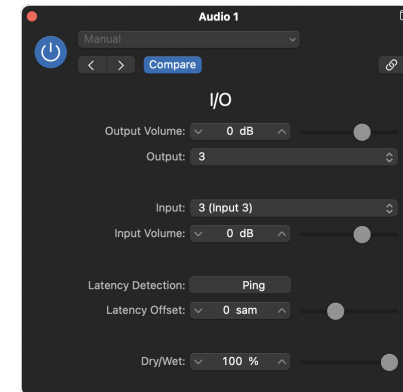 Audio 1
Manual
Compare
I/O
Output Volume: 0 dB
Output: 3
Input: 3 (Input 3)
Input Volume: 0 dB
Latency Detection: Ping
Latency Offset: 0 sam
Dry/Wet: 100 %